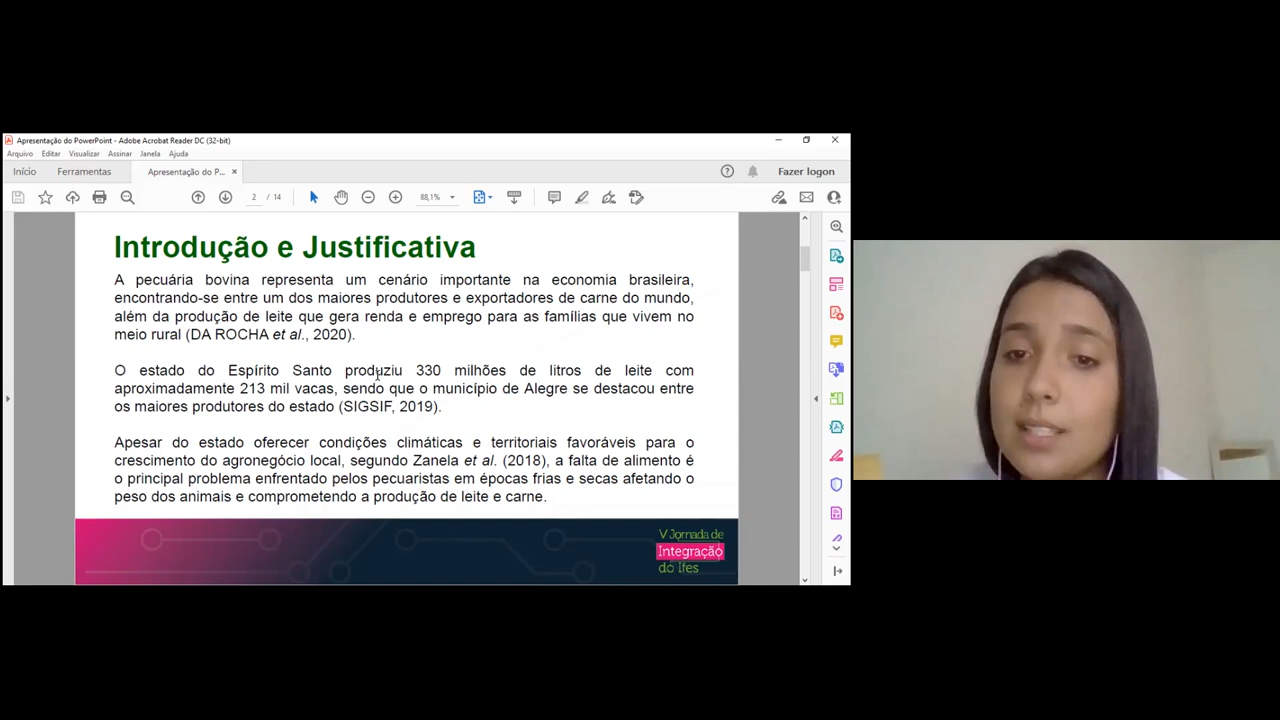 Apresentação do PowerPoint - Adobe Acrobat Reader DC (32-bit)
Arquivo Editar Visualizar Assinar Janela Ajuda
Início Ferramentas Apresentação do P... × Fazer logon
2 / 14 88,1%
Introdução e Justificativa
A pecuária bovina representa um cenário importante na economia brasileira,
encontrando-se entre um dos maiores produtores e exportadores de carne do mundo,
além da produção de leite que gera renda e emprego para as famílias que vivem no
meio rural (DA ROCHA et al., 2020).
O estado do Espírito Santo produziu 330 milhões de litros de leite com
aproximadamente 213 mil vacas, sendo que o município de Alegre se destacou entre
os maiores produtores do estado (SIGSIF, 2019).
Apesar do estado oferecer condições climáticas e territoriais favoráveis para o
crescimento do agronegócio local, segundo Zanela et al. (2018), a falta de alimento é
o principal problema enfrentado pelos pecuaristas em épocas frias e secas afetando o
peso dos animais e comprometendo a produção de leite e carne.
V Jornada de
Integração
do Ifes